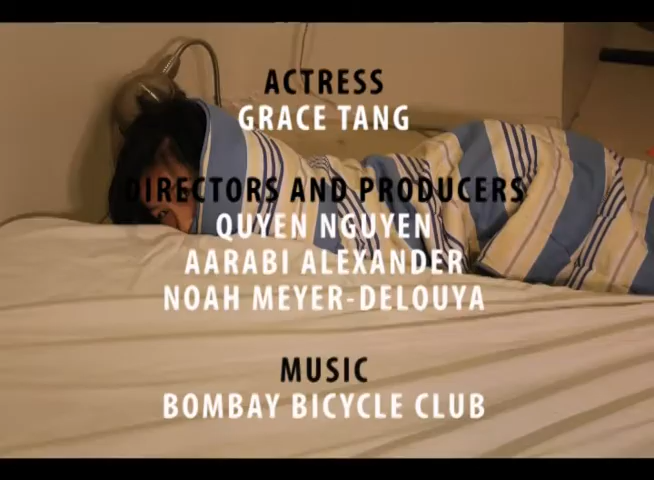 ACTRESS
GRACE TANG
DIRECTORS AND PRODUCERS
QUYEN NGUYEN
AARABI ALEXANDER
NOAH MEYER-DELOUYA
MUSIC
BOMBAY BICYCLE CLUB